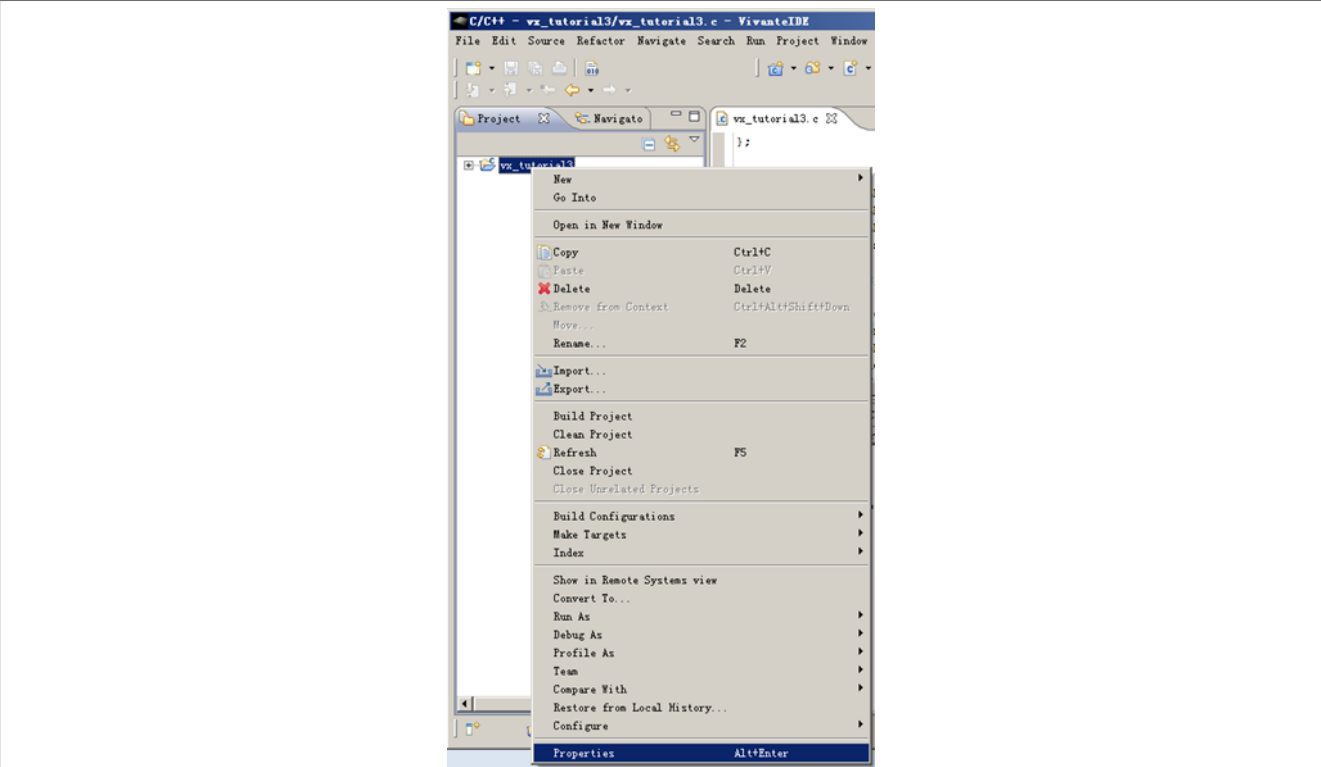 C/C++ - vx_tutorial3/vx_tutorial3.c - VivanteIDE
File Edit Source Refactor Navigate Search Run Project Window
Project Navigato vx_tutorial3.c
};
vx_tutorial3
New
Go Into
Open in New Window
Copy Ctrl+C
Paste Ctrl+V
Delete Delete
Remove from Context Ctrl+Alt+Shift+Down
Move...
Rename... F2
Import...
Export...
Build Project
Clean Project
Refresh F5
Close Project
Close Unrelated Projects
Build Configurations
Make Targets
Index
Show in Remote Systems view
Convert To...
Run As
Debug As
Profile As
Team
Compare With
Restore from Local History...
Configure
Properties Alt+Enter